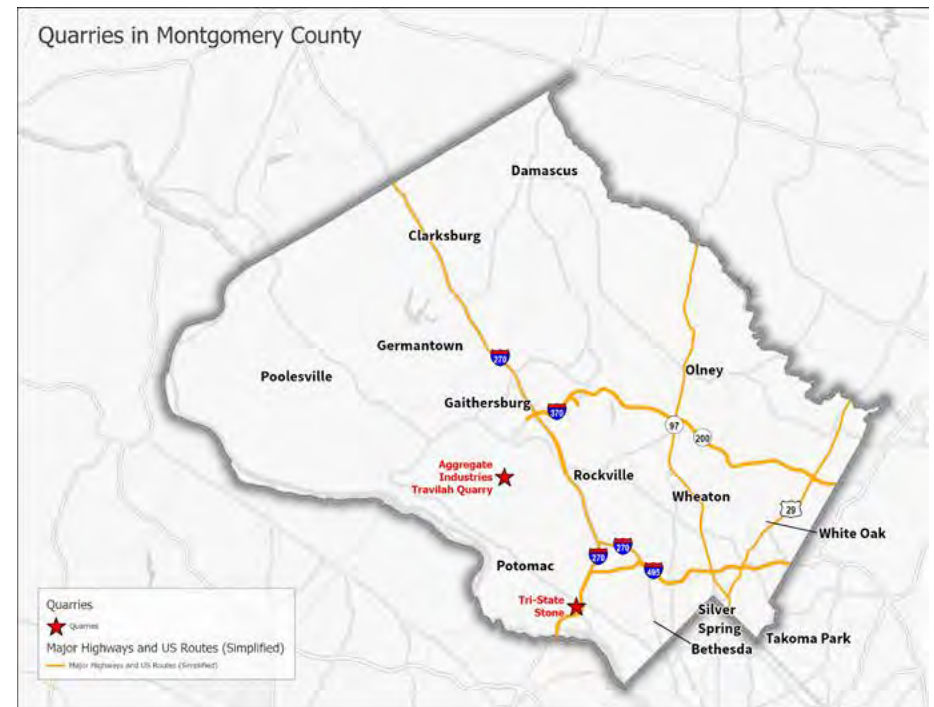 Quarries in Montgomery County
Damascus
Clarksburg
Germantown
270
Poolesville
Olney
Gaithersburg
370
97
200
Aggregate
Industries
Travilah Quarry
Rockville
Wheaton
29
White Oak
270
270
Potomac
495
Tri-State
Stone
Silver
Spring
Takoma Park
Bethesda
Quarries
Quarries
Major Highways and US Routes (Simplified)
Major Highways and US Routes (Simplified)